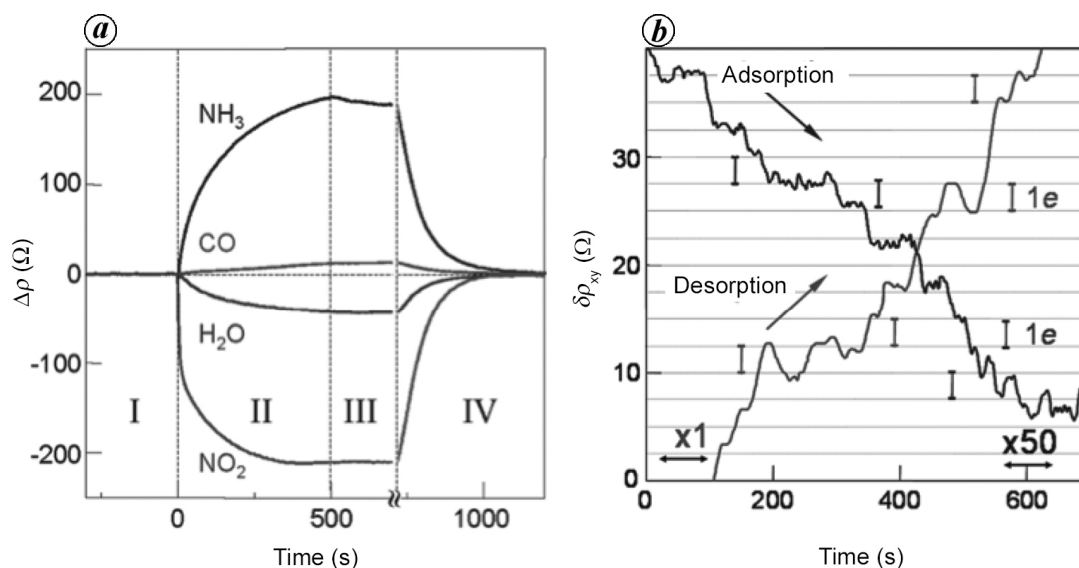 a
b
Δρ (Ω)
200
100
0
-100
-200
NH₃
CO
H₂O
NO₂
I
II
III
IV
0
500
1000
Time (s)
δρxy (Ω)
30
20
10
0
Adsorption
Desorption
1e
1e
x1
x50
0
200
400
600
Time (s)